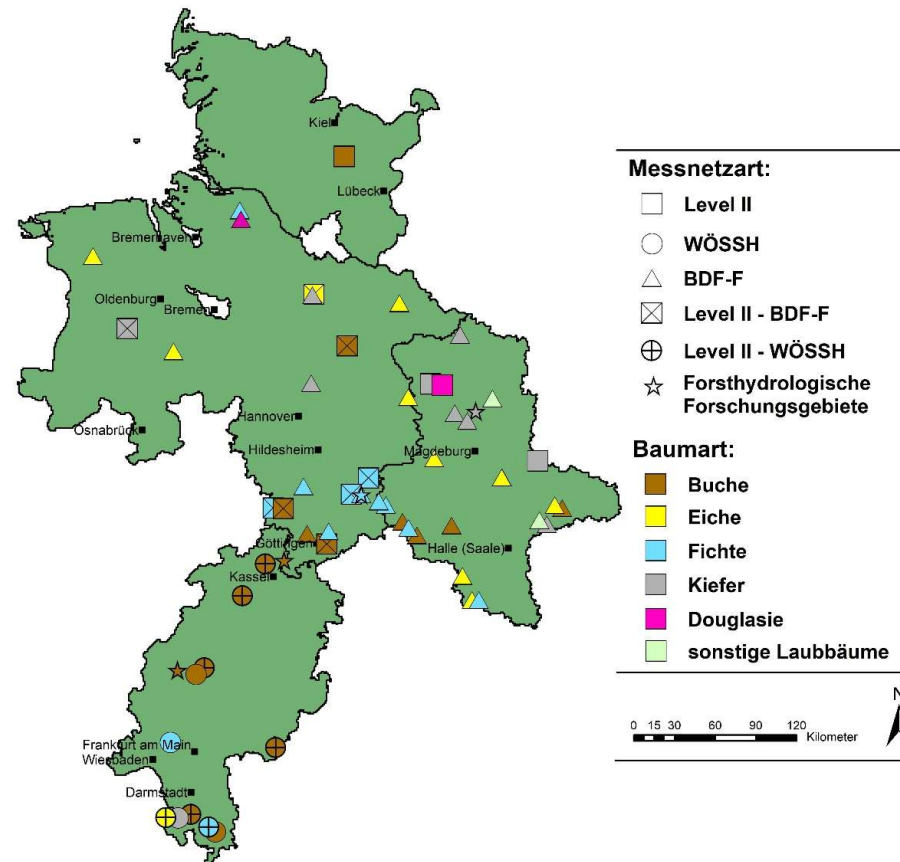 Kiel
Lübeck
Bremerhaven
Oldenburg
Bremen
Hannover
Osnabrück
Hildesheim
Magdeburg
Göttingen
Halle (Saale)
Kassel
Frankfurt am Main
Wiesbaden
Darmstadt
Messnetzart:
Level II
WÖSSH
BDF-F
Level II - BDF-F
Level II - WÖSSH
Forsthydrologische
Forschungsgebiete
Baumart:
Buche
Eiche
Fichte
Kiefer
Douglasie
sonstige Laubbäume
N
0 15 30 60 90 120
Kilometer